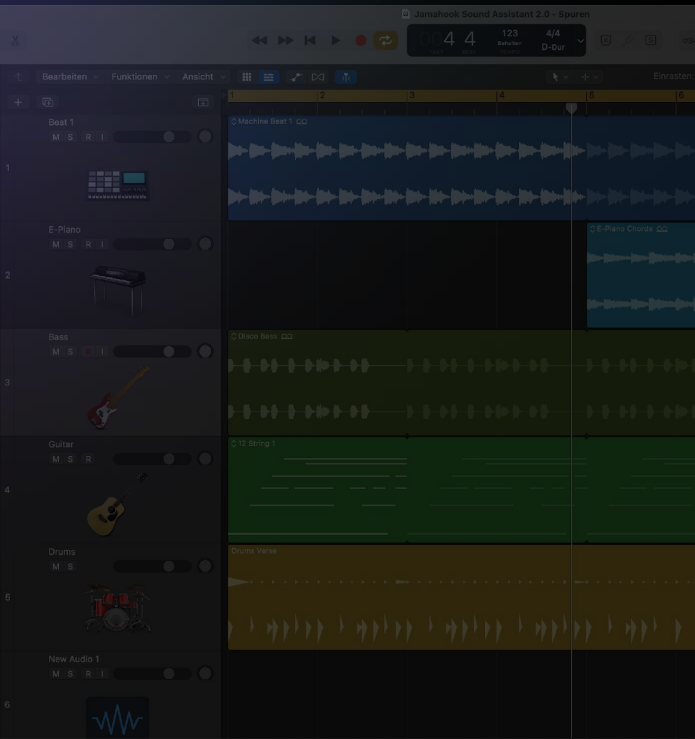 Jamahook Sound Assistant 2.0 - Spuren
4 4
123
4/4
D-Dur
Bearbeiten Funktionen Ansicht
Einrasten
1 2 3 5 6
Beat 1
M S R I
1
Machine Beat 1
E-Piano
M S R I
2
E-Piano Chords
Bass
M S I
3
Disco Bass
Guitar
M S R
4
12 String 1
Drums
M S
Drums Verse
New Audio 1
M S R I
6